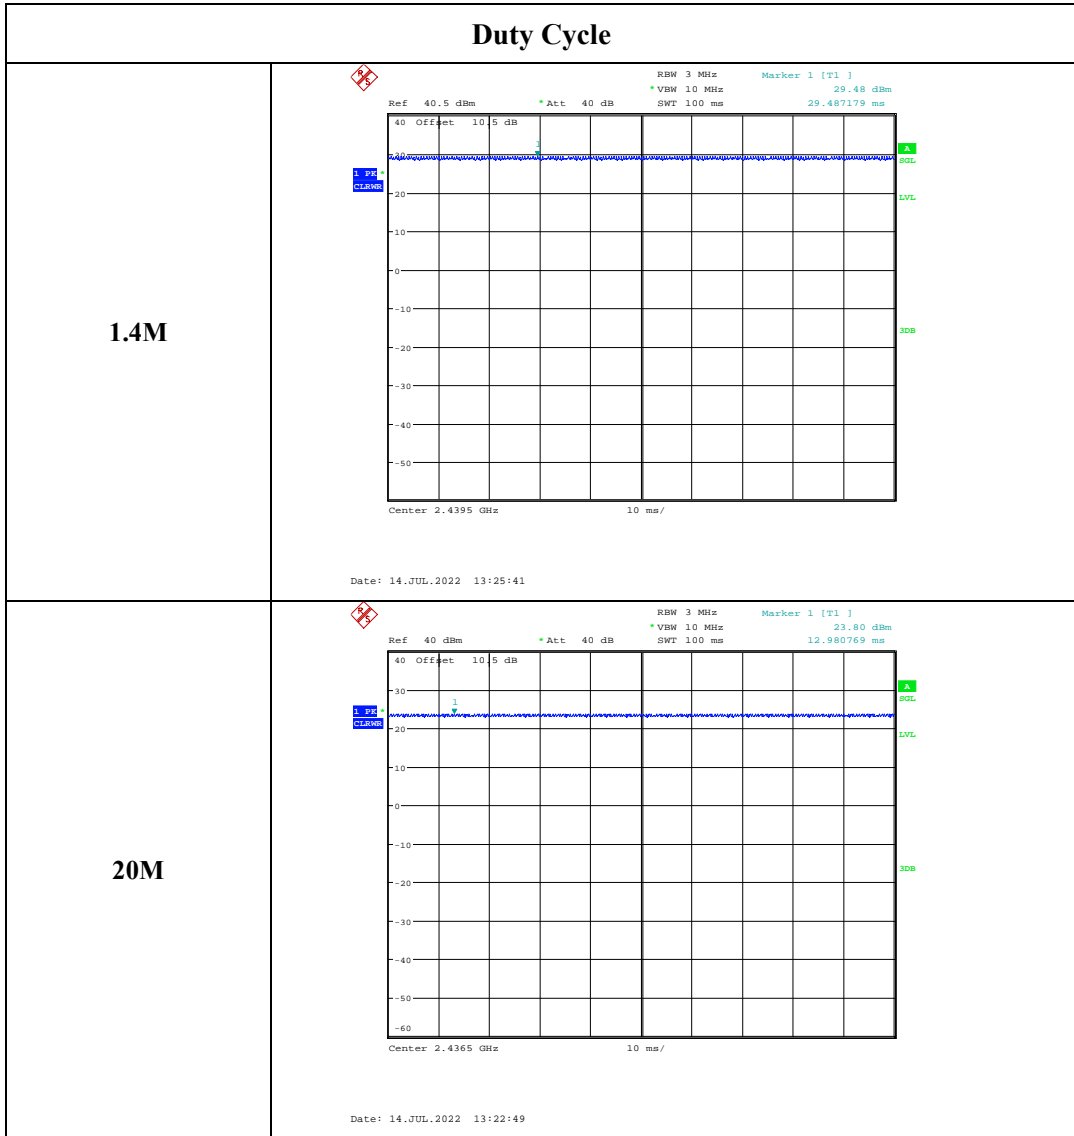 Duty Cycle
1.4M
R S
RBW 3 MHz Marker 1 [T1 ]
* VBW 10 MHz 29.48 dBm
Ref 40.5 dBm * Att 40 dB SWT 100 ms 29.487179 ms
40 Offset 10.5 dB
1
30
A
SGL
1 PK *
CLRWR
20
LVL
10
0
-10
3DB
-20
-30
-40
-50
Center 2.4395 GHz 10 ms/
Date: 14.JUL.2022 13:25:41
20M
R S
RBW 3 MHz Marker 1 [T1 ]
* VBW 10 MHz 23.80 dBm
Ref 40 dBm * Att 40 dB SWT 100 ms 12.980769 ms
40 Offset 10.5 dB
A
30
SGL
1
1 PK *
CLRWR
20
LVL
10
0
-10
3DB
-20
-30
-40
-50
-60
Center 2.4365 GHz 10 ms/
Date: 14.JUL.2022 13:22:49